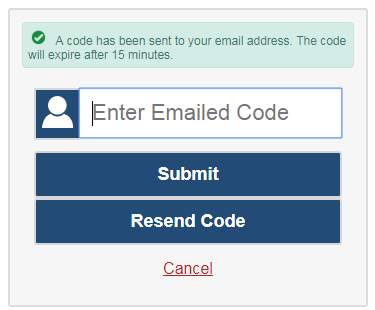 A code has been sent to your email address. The code
will expire after 15 minutes.
Enter Emailed Code
Submit
Resend Code
Cancel